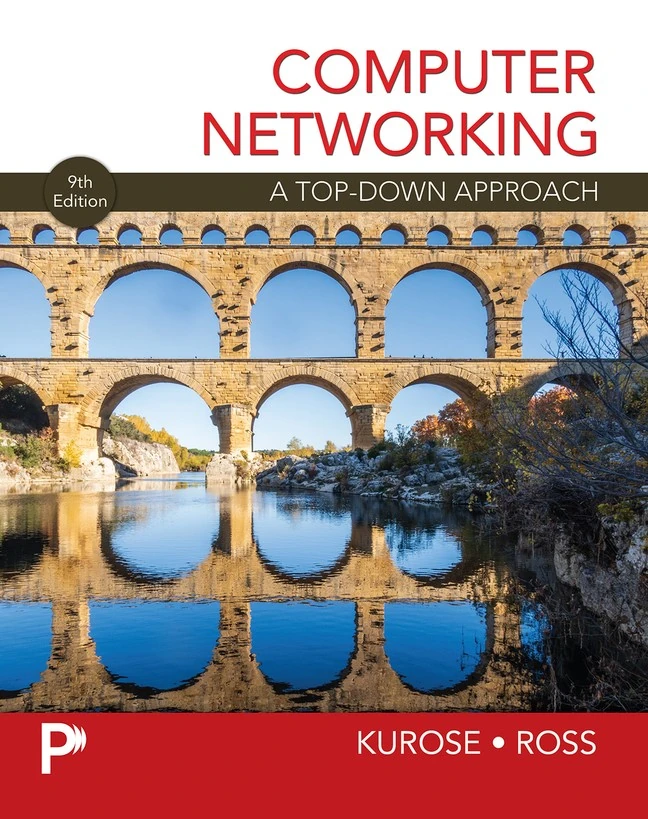 COMPUTER
NETWORKING
9th
Edition
A TOP-DOWN APPROACH
P
KUROSE • ROSS